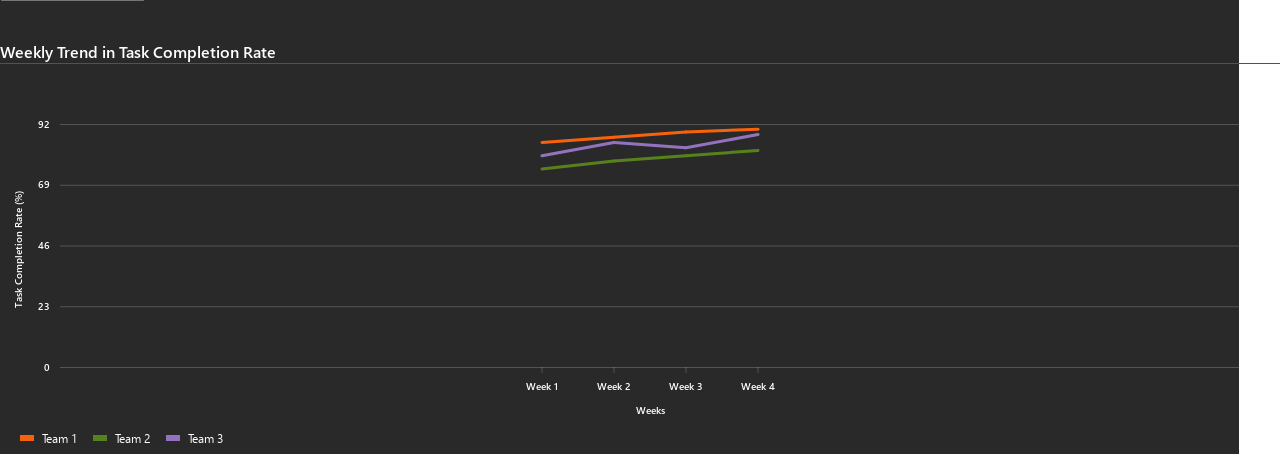 Weekly Trend in Task Completion Rate
92
69
46
23
0
Task Completion Rate (%)
Week 1 Week 2 Week 3 Week 4
Weeks
Team 1 Team 2 Team 3